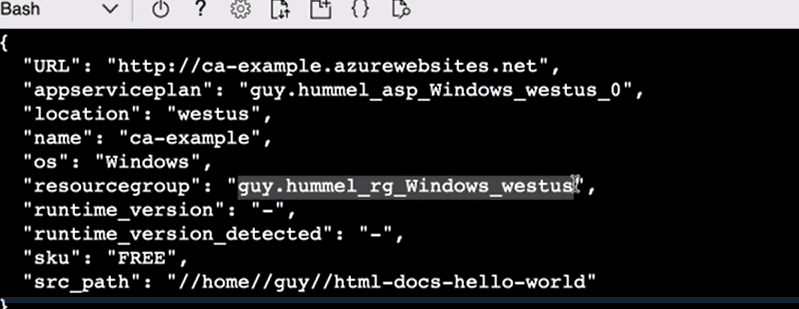 Bash
{
"URL": "http://ca-example.azurewebsites.net",
"appserviceplan": "guy.hummel_asp_Windows_westus_0",
"location": "westus",
"name": "ca-example",
"os": "Windows",
"resourcegroup": "guy.hummel_rg_Windows_westus",
"runtime_version": "-",
"runtime_version_detected": "-",
"sku": "FREE",
"src_path": "//home//guy//html-docs-hello-world"
}